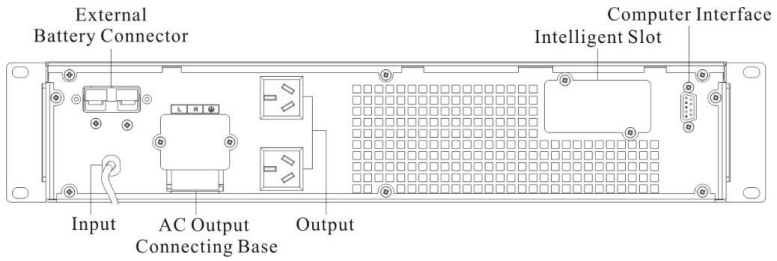 External
Battery Connector
Computer Interface
Intelligent Slot
L N
Input
AC Output
Connecting Base
Output